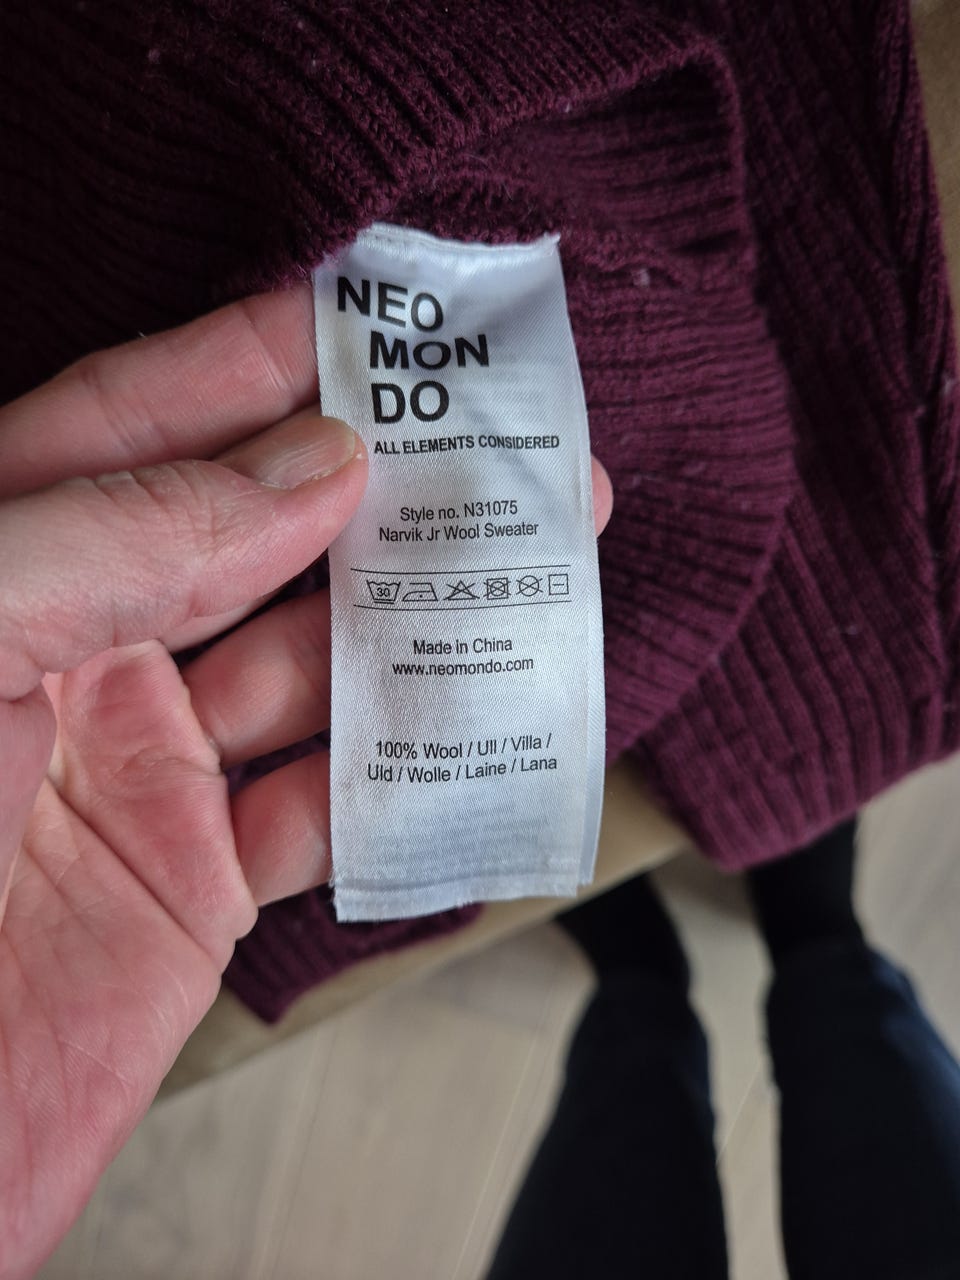 NEO
MON
DO
ALL ELEMENTS CONSIDERED
Style no. N31075
Narvik Jr Wool Sweater
30
Made in China
www.neomondo.com
100% Wool / Ull / Villa /
Uld / Wolle / Laine / Lana